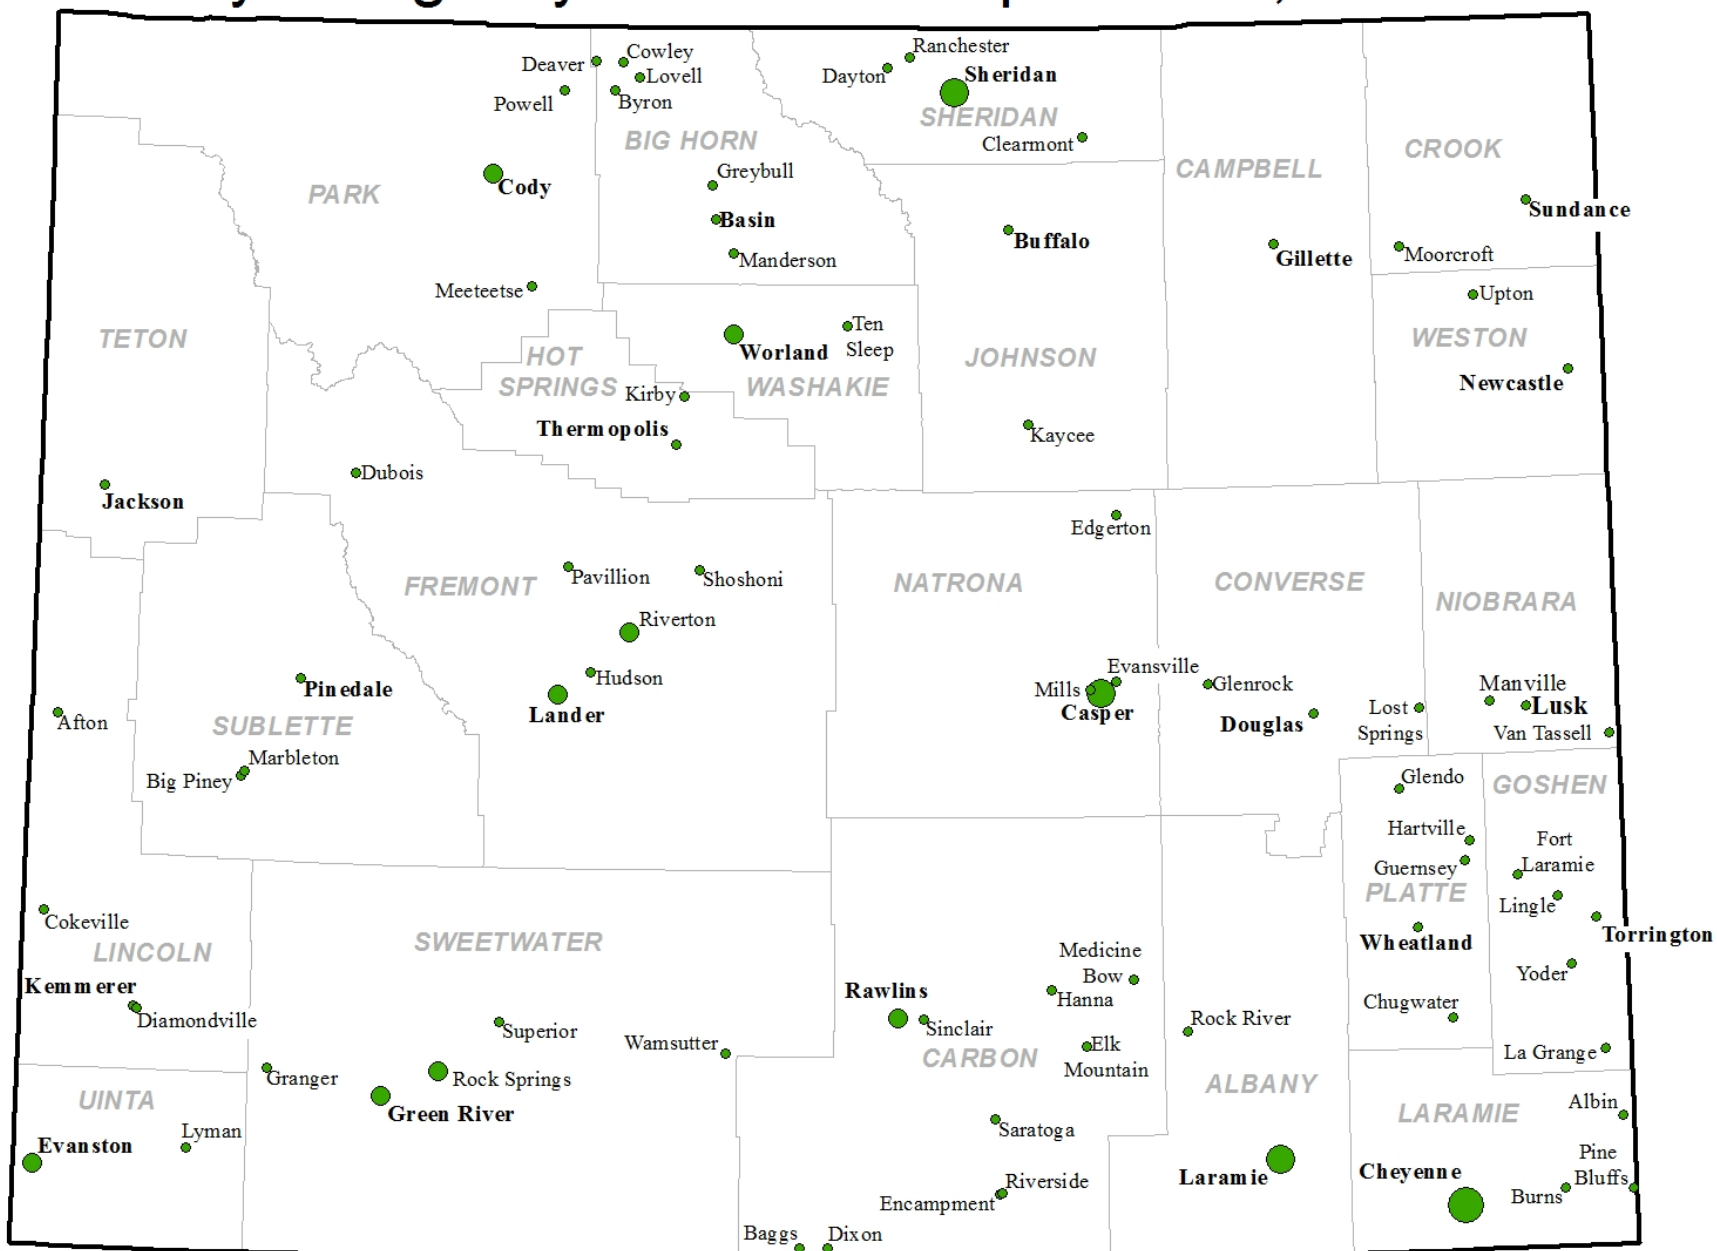 Deaver
Cowley
Lovell
Powell
Byron
Ranchester
Dayton
Sheridan
SHERIDAN
Clearmont
BIG HORN
CAMPBELL
CROOK
PARK
Cody
Greybull
Basin
Manderson
Buffalo
Gillette
Sundance
Moorcroft
Meeteetse
Upton
TETON
HOT
SPRINGS
Worland
Ten
Sleep
WASHAKIE
JOHNSON
WESTON
Newcastle
Kirby
Thermopolis
Kaycee
Dubois
Jackson
Edgerton
FREMONT
Pavillion
Shoshoni
NATRONA
CONVERSE
NIOBRARA
Riverton
Hudson
Lander
Pinedale
SUBLETTE
Afton
Marbleton
Big Piney
Evansville
Mills
Casper
Glenrock
Douglas
Lost
Springs
Manville
Lusk
Van Tassell
Glendo
GOSHEN
Hartville
Guernsey
PLATTE
Fort
Laramie
Lingle
Wheatland
Torrington
Yoder
Chugwater
La Grange
Cokeville
LINCOLN
SWEETWATER
Kemmerer
Diamondville
Superior
Wamsutter
Rawlins
Sinclair
CARBON
Medicine
Bow
Hanna
Elk
Mountain
Rock River
ALBANY
UINTA
Granger
Rock Springs
Green River
Lyman
Evanston
Saratoga
Riverside
Encampment
Baggs
Dixon
Laramie
LARAMIE
Cheyenne
Albin
Pine
Bluffs
Burns